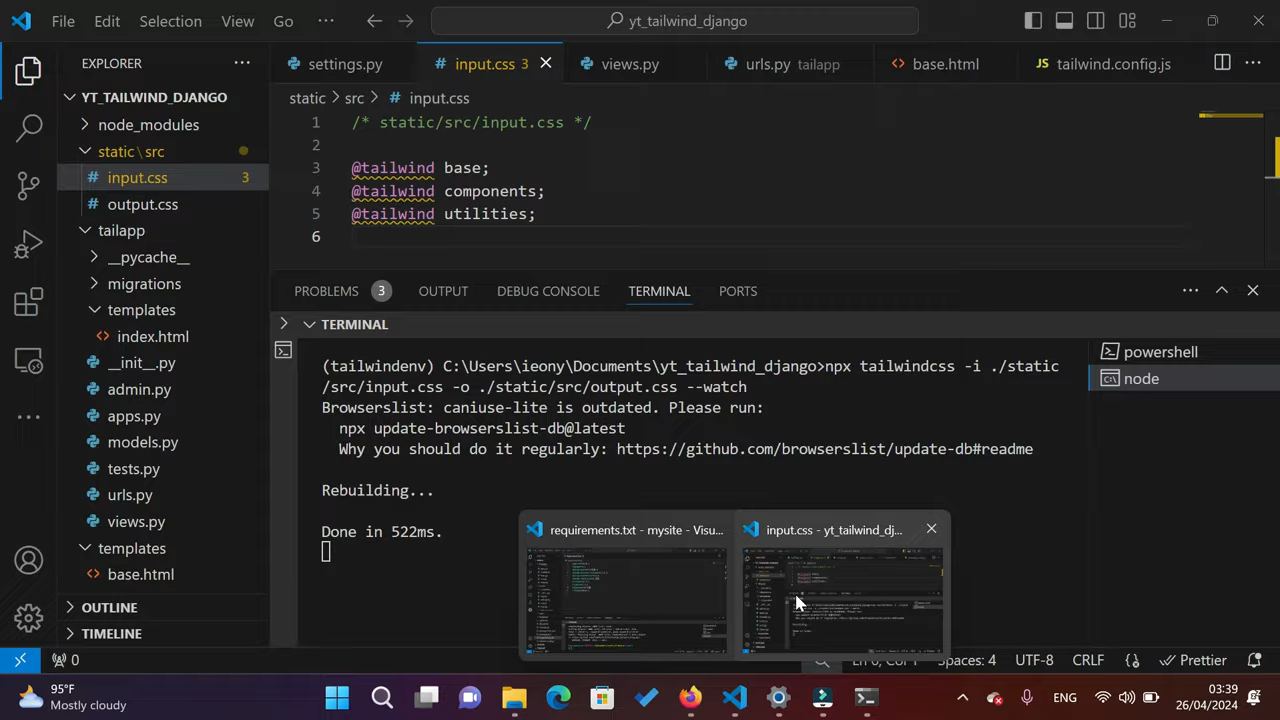 File Edit Selection View Go ··· yt_tailwind_django
EXPLORER ··· settings.py input.css 3 views.py urls.py tailapp base.html JS tailwind.config.js ···
YT_TAILWIND_DJANGO
static > src > # input.css
node_modules
1 /* static/src/input.css */
static\src
2
input.css 3
3 @tailwind base;
output.css
4 @tailwind components;
tailapp
5 @tailwind utilities;
__pycache__
6
migrations
templates
index.html
__init__.py
admin.py
apps.py
models.py
tests.py
urls.py
views.py
templates
base.html
OUTLINE
TIMELINE
PROBLEMS 3 OUTPUT DEBUG CONSOLE TERMINAL PORTS ···
TERMINAL
(tailwindenv) C:\Users\ieony\Documents\yt_tailwind_django>npx tailwindcss -i ./static
/src/input.css -o ./static/src/output.css --watch
Browserslist: caniuse-lite is outdated. Please run:
npx update-browserslist-db@latest
Why you should do it regularly: https://github.com/browserslist/update-db#readme
Rebuilding...
Done in 522ms.
powershell
node
requirements.txt - mysite - Visu... input.css - yt_tailwind_dj...
0 Spaces: 4 UTF-8 CRLF {} Prettier
95°F
Mostly cloudy
ENG
03:39
26/04/2024